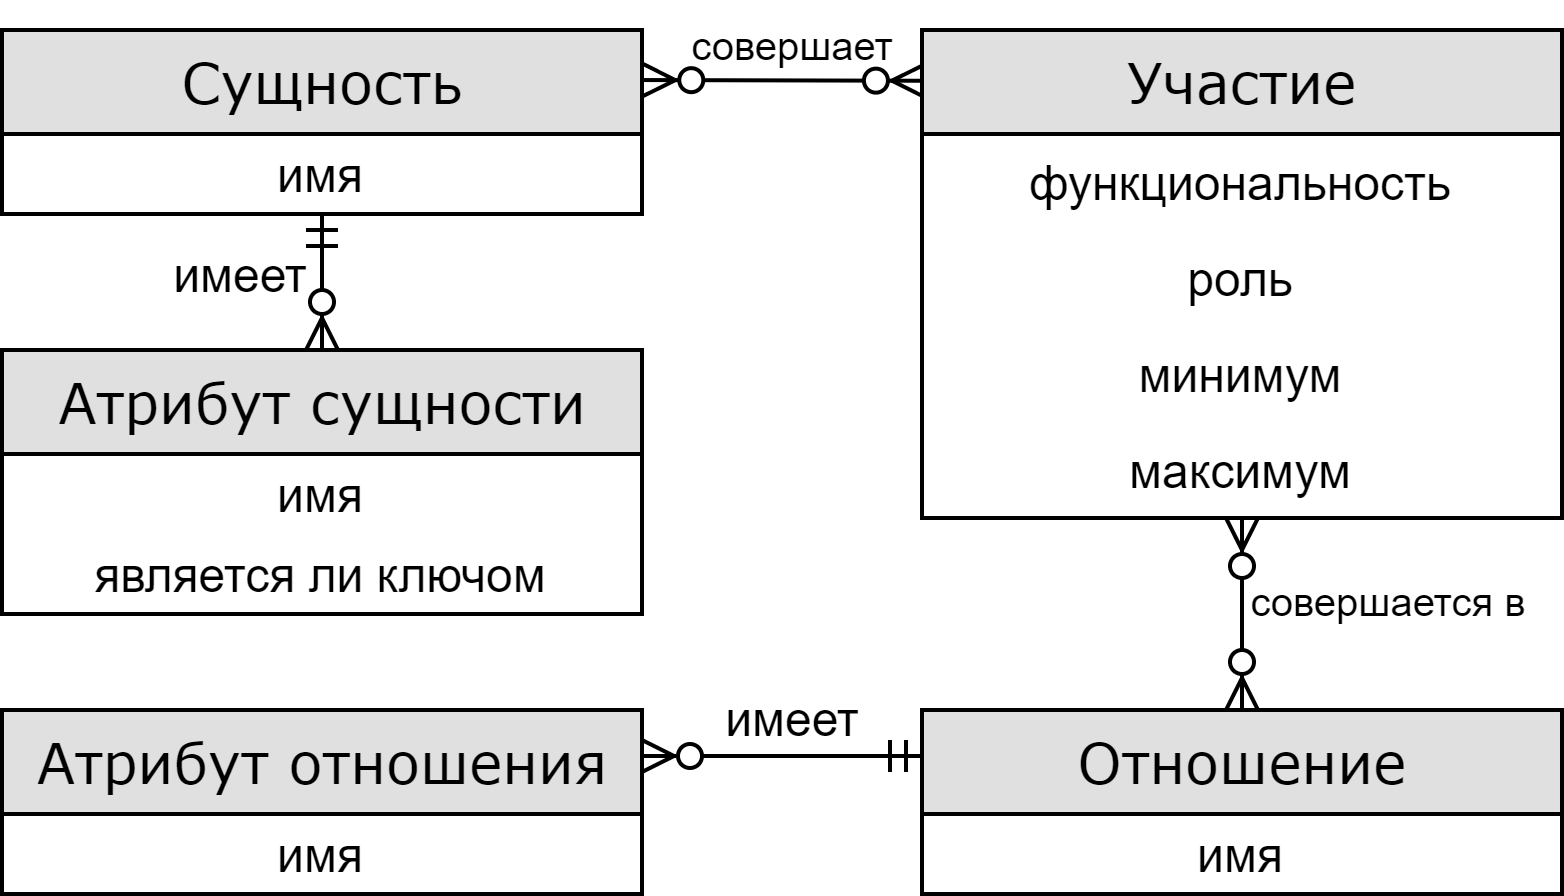 совершает
Сущность
имя
имеет
Атрибут сущности
имя
является ли ключом
Участие
функциональность
роль
минимум
максимум
совершается в
Атрибут отношения
имя
имеет
Отношение
имя